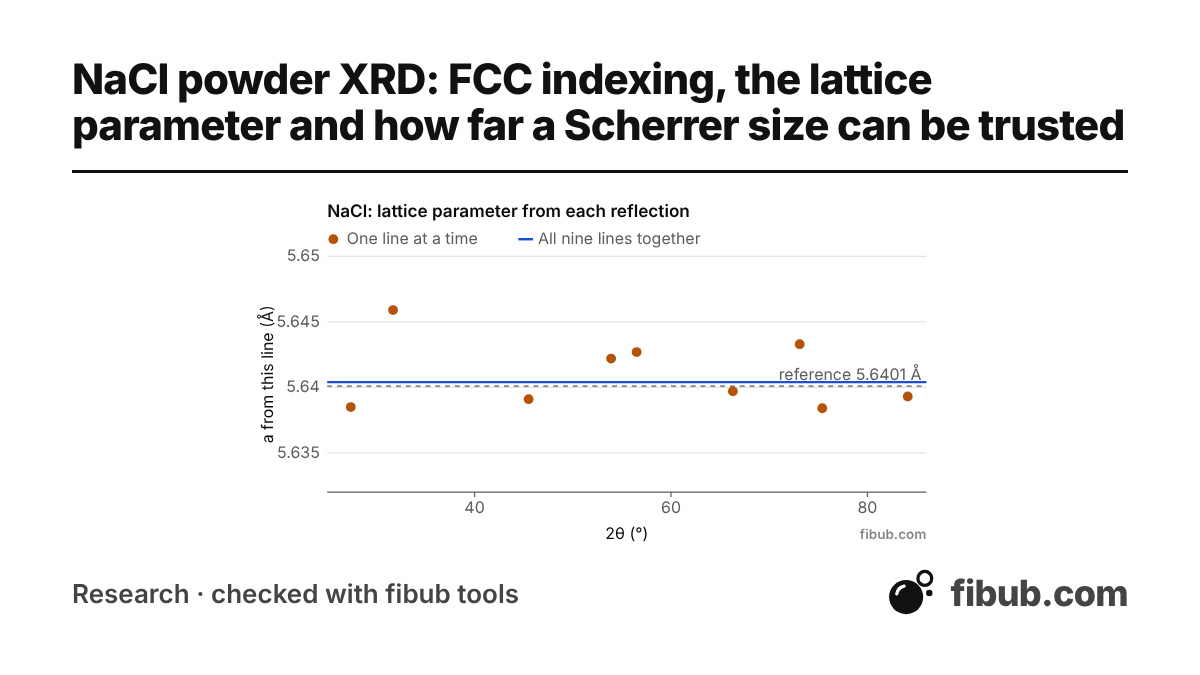 NaCl powder XRD: FCC indexing, the lattice
parameter and how far a Scherrer size can be trusted
NaCl: lattice parameter from each reflection
One line at a time
All nine lines together
5.65
5.645
5.64
5.635
a from this line (Å)
reference 5.6401 Å
40
60
80
2θ (°)
fibub.com
Research · checked with fibub tools
fibub.com